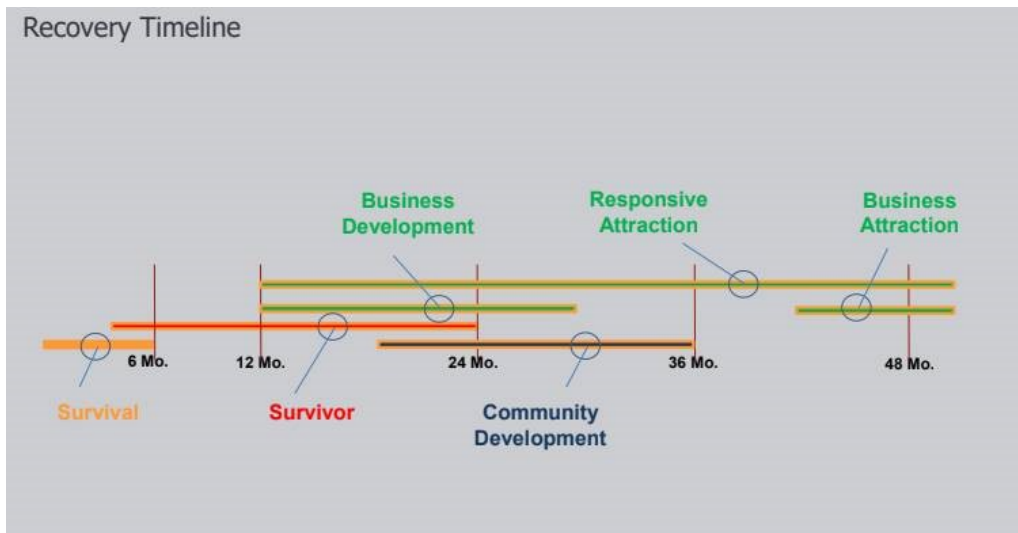 Recovery Timeline
Business
Development
Responsive
Attraction
Business
Attraction
6 Mo.
12 Mo.
24 Mo.
36 Mo.
48 Mo.
Survival
Survivor
Community
Development